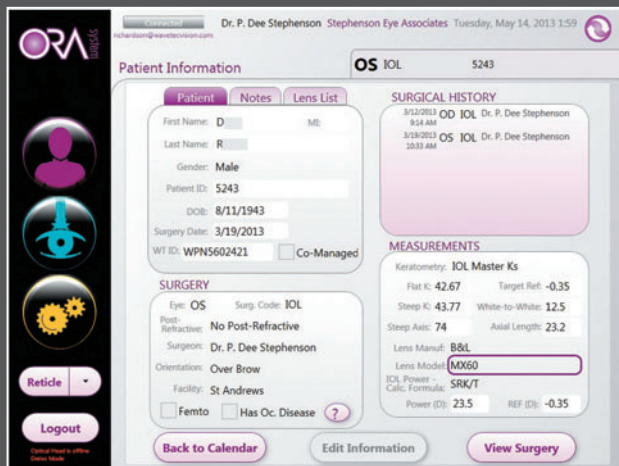 ORA system
Connected
richardson@wavetecvision.com
Dr. P. Dee Stephenson Stephenson Eye Associates Tuesday, May 14, 2013 1:59
Patient Information
OS IOL 5243
Patient Notes Lens List
First Name: D MI:
Last Name: R
Gender: Male
Patient ID: 5243
DOB: 8/11/1943
Surgery Date: 3/19/2013
WT ID: WPN5602421 Co-Managed
SURGERY
Eye: OS Surg. Code: IOL
Post-Refractive: No Post-Refractive
Surgeon: Dr. P. Dee Stephenson
Orientation: Over Brow
Facility: St Andrews
Femto Has Oc. Disease ?
SURGICAL HISTORY
3/12/2013 9:14 AM OD IOL Dr. P. Dee Stephenson
3/19/2013 10:33 AM OS IOL Dr. P. Dee Stephenson
MEASUREMENTS
Keratometry: IOL Master Ks
Flat K: 42.67 Target Ref: -0.35
Steep K: 43.77 White-to-White: 12.5
Steep Axis: 74 Axial Length: 23.2
Lens Manuf: B&L
Lens Model: MX60
IOL Power - Calc. Formula: SRK/T
Power (D): 23.5 REF (D): -0.35
Reticle
Logout
Optical Head is offline
Demo Mode
Back to Calendar Edit Information View Surgery